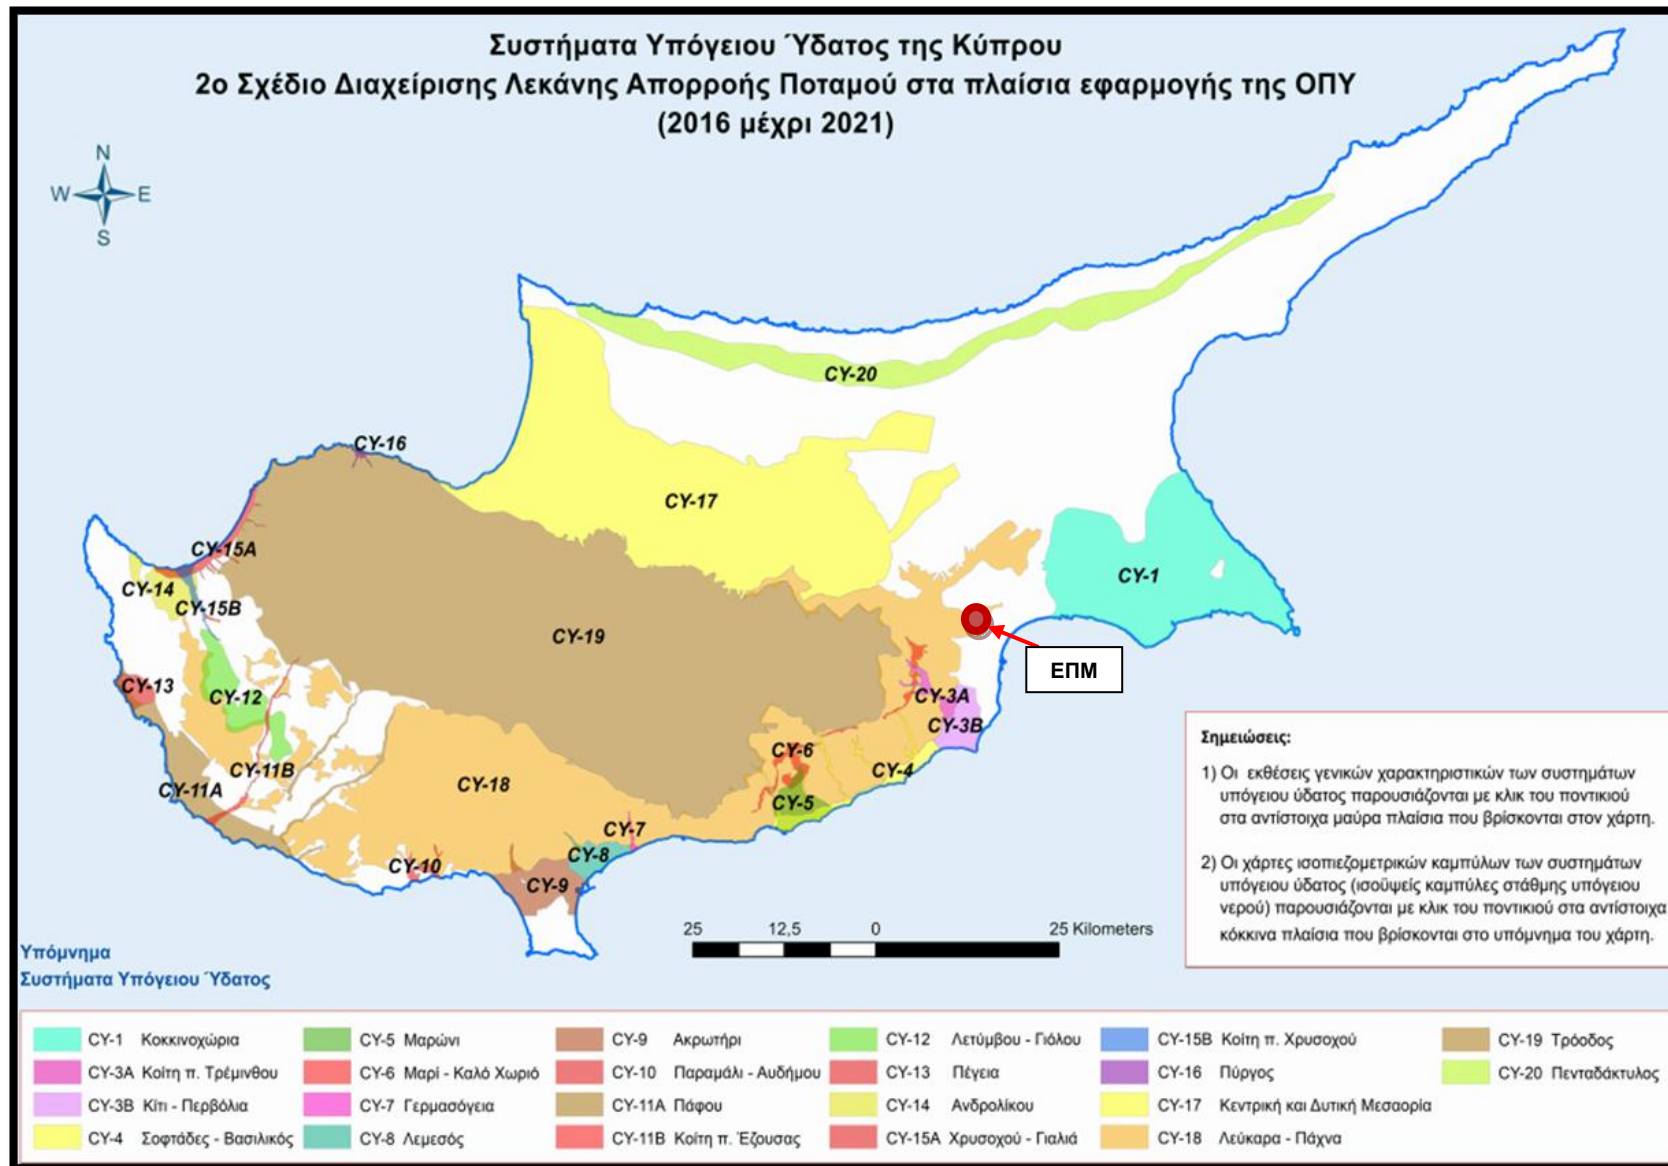 Συστήματα Υπόγειου Ύδατος της Κύπρου
2ο Σχέδιο Διαχείρισης Λεκάνης Απορροής Ποταμού στα πλαίσια εφαρμογής της ΟΠΥ
(2016 μέχρι 2021)
N
W E
S
CY-20
CY-16
CY-17
CY-15A
CY-14
CY-15B
CY-1
CY-19
ΕΠΜ
CY-13
CY-12
CY-3A
CY-3B
CY-6
CY-11B
CY-4
CY-11A
CY-18
CY-5
CY-7
CY-8
CY-10
CY-9
Σημειώσεις:
1) Οι εκθέσεις γενικών χαρακτηριστικών των συστημάτων
υπόγειου ύδατος παρουσιάζονται με κλικ του ποντικιού
στα αντίστοιχα μαύρα πλαίσια που βρίσκονται στον χάρτη.
2) Οι χάρτες ισοπιεζομετρικών καμπύλων των συστημάτων
υπόγειου ύδατος (ισοϋψείς καμπύλες στάθμης υπόγειου
νερού) παρουσιάζονται με κλικ του ποντικιού στα αντίστοιχα
κόκκινα πλαίσια που βρίσκονται στο υπόμνημα του χάρτη.
25 12,5 0 25 Kilometers
Υπόμνημα
Συστήματα Υπόγειου Ύδατος
CY-1 Κοκκινοχώρια
CY-3A Κοίτη π. Τρέμινθου
CY-3B Κίτι - Περβόλια
CY-4 Σοφτάδες - Βασιλικός
CY-5 Μαρώνι
CY-6 Μαρί - Καλό Χωριό
CY-7 Γερμασόγεια
CY-8 Λεμεσός
CY-9 Ακρωτήρι
CY-10 Παραμάλι - Αυδήμου
CY-11A Πάφου
CY-11B Κοίτη π. Έζουσας
CY-12 Λετύμβου - Γιόλου
CY-13 Πέγεια
CY-14 Ανδρολίκου
CY-15A Χρυσοχού - Γιαλιά
CY-15B Κοίτη π. Χρυσοχού
CY-16 Πύργος
CY-17 Κεντρική και Δυτική Μεσαορία
CY-18 Λεύκαρα - Πάχνα
CY-19 Τρόοδος
CY-20 Πενταδάκτυλος